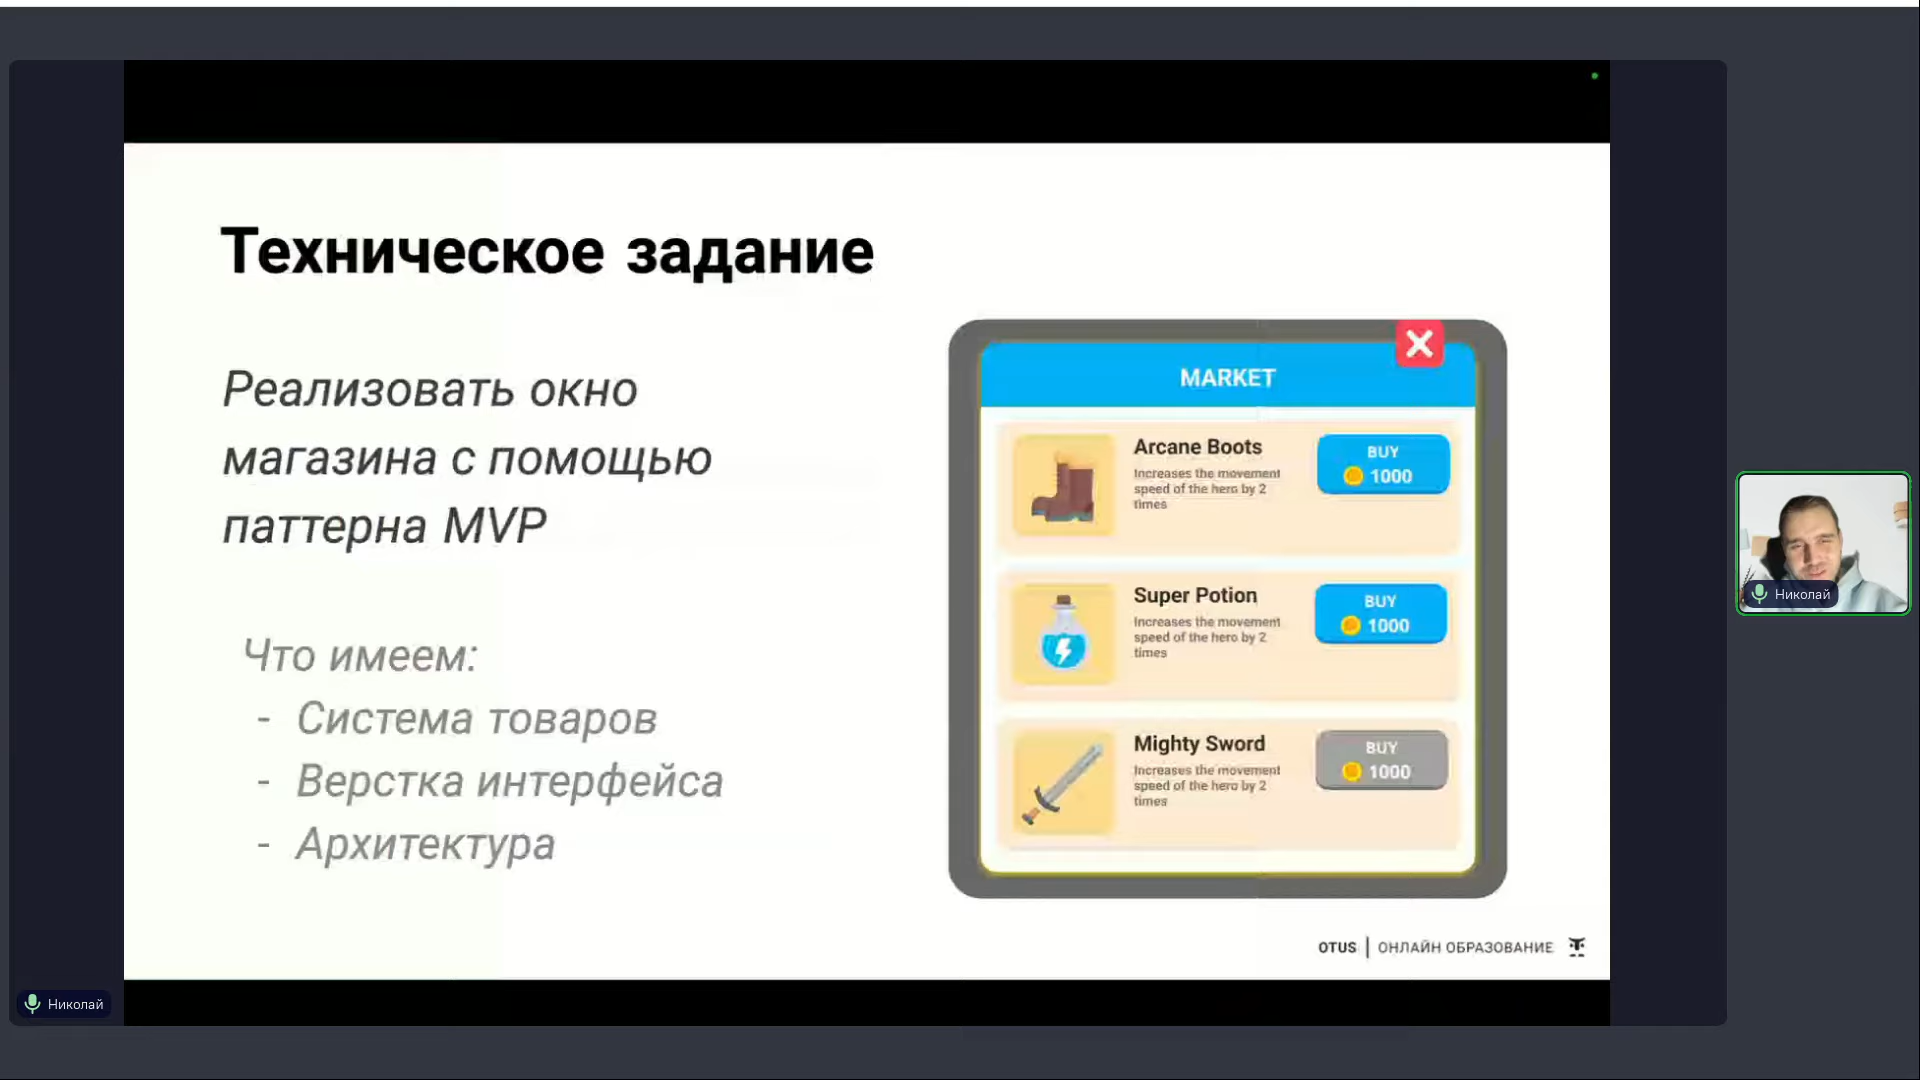 Техническое задание
Реализовать окно
магазина с помощью
паттерна MVP
Что имеем:
- Система товаров
- Верстка интерфейса
- Архитектура
MARKET
Arcane Boots
Increases the movement
speed of the hero by 2
times
BUY
1000
Super Potion
Increases the movement
speed of the hero by 2
times
BUY
1000
Mighty Sword
Increases the movement
speed of the hero by 2
times
BUY
1000
OTUS | ОНЛАЙН ОБРАЗОВАНИЕ
Николай
Николай